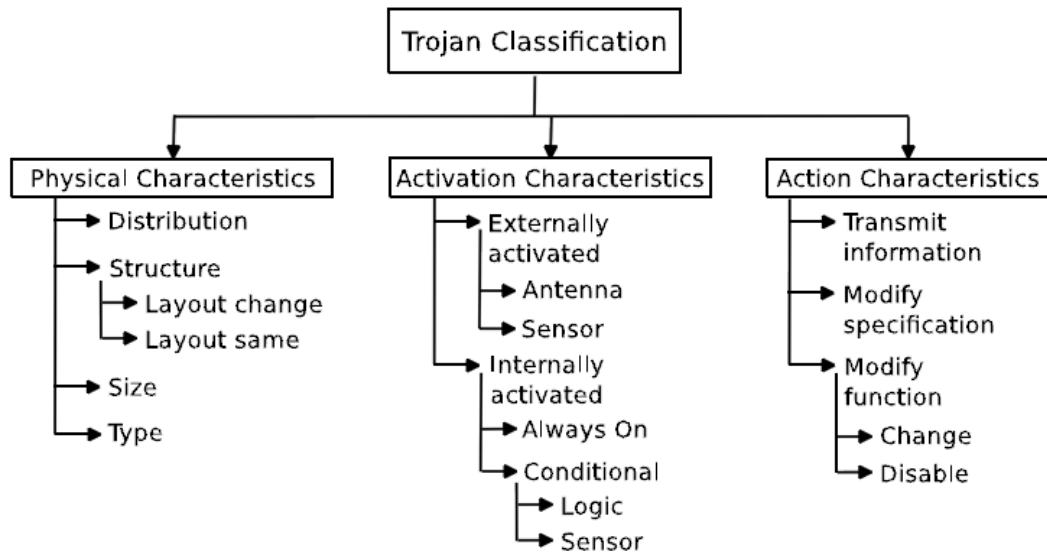 Trojan Classification
Physical Characteristics
Distribution
Structure
Layout change
Layout same
Size
Type
Activation Characteristics
Externally
activated
Antenna
Sensor
Internally
activated
Always On
Conditional
Logic
Sensor
Action Characteristics
Transmit
information
Modify
specification
Modify
function
Change
Disable